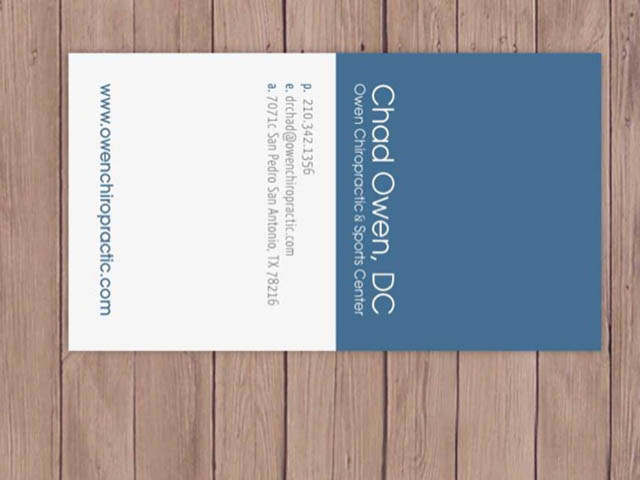 Chad Owen, DC
Owen Chiropractic & Sports Center
p. 210.342.1356
e. drchad@owenchiropractic.com
a. 7071c San Pedro San Antonio, TX 78216
www.owenchiropractic.com